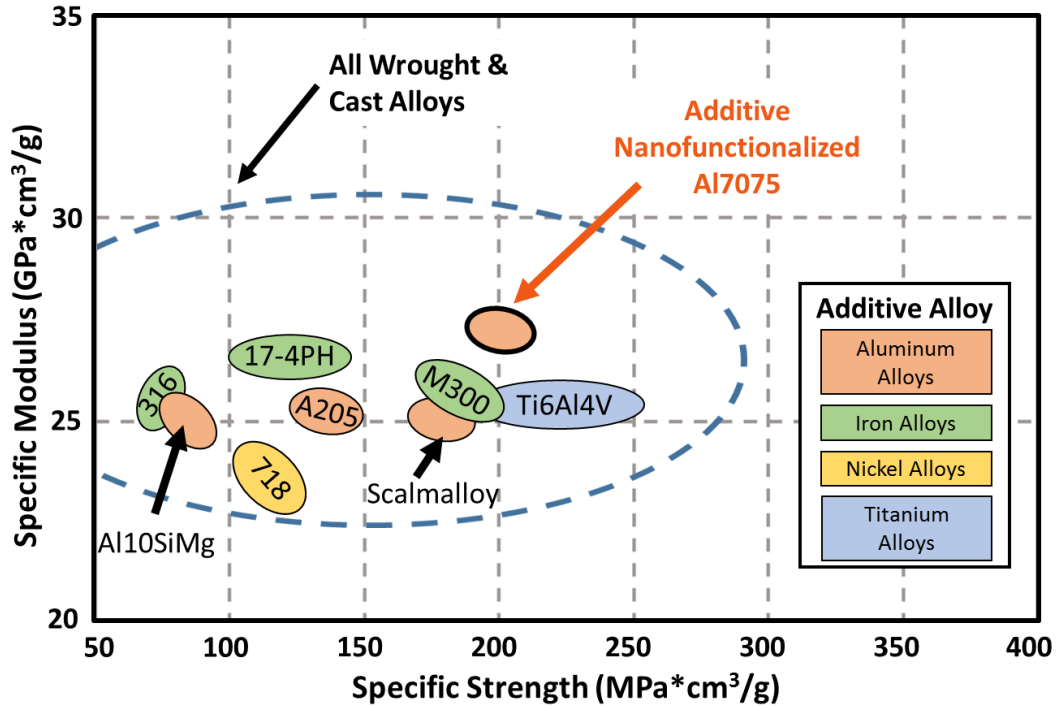 35
30
25
20
Specific Modulus (GPa*cm³/g)
All Wrought &
Cast Alloys
Additive
Nanofunctionalized
Al7075
17-4PH
316
A205
M300
Ti6Al4V
718
Scalmalloy
Al10SiMg
Additive Alloy
Aluminum
Alloys
Iron Alloys
Nickel Alloys
Titanium
Alloys
50 100 150 200 250 300 350 400
Specific Strength (MPa*cm³/g)